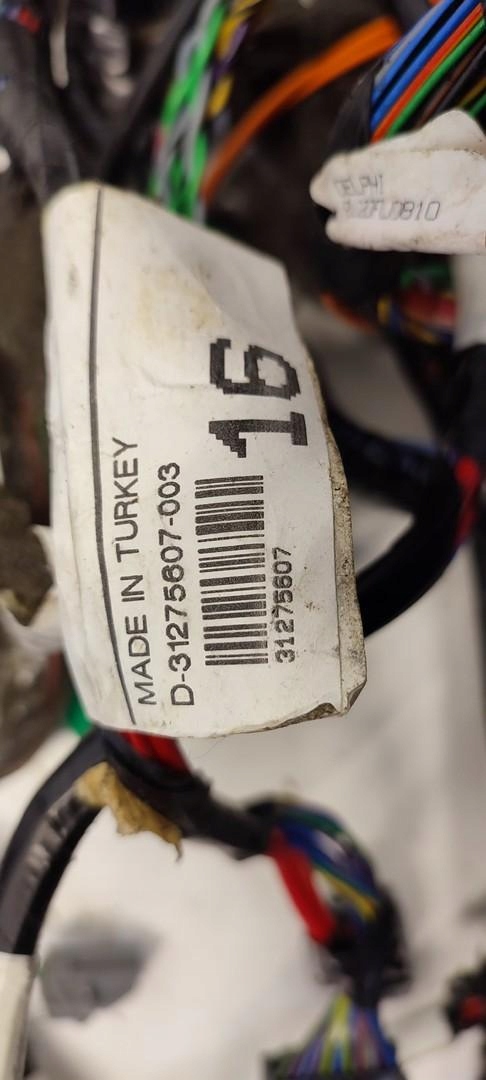 MADE IN TURKEY
D-31275607-003
16
31275607
DELPHI